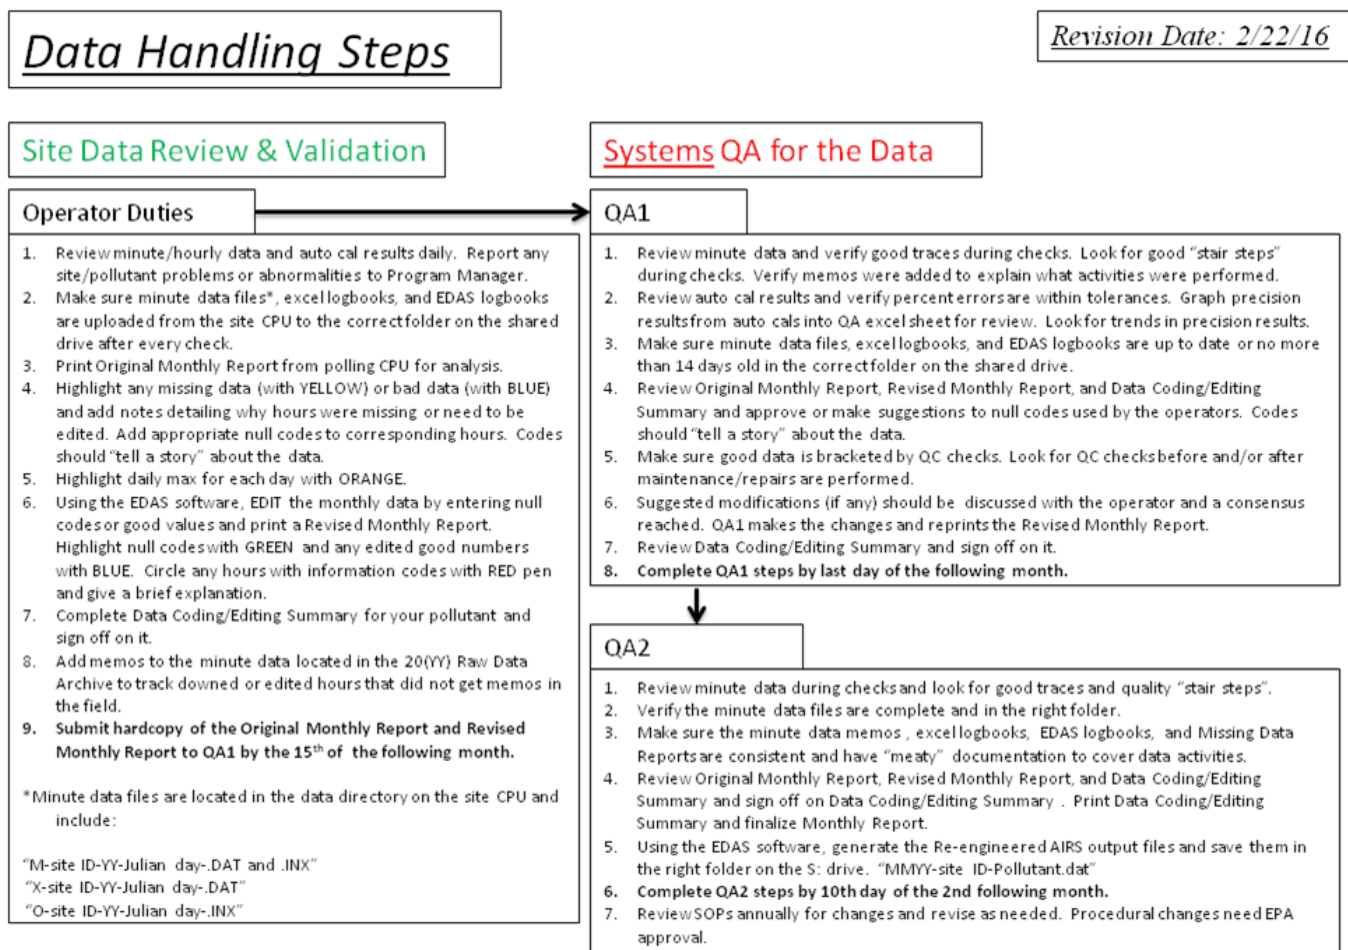 Data Handling Steps
Revision Date: 2/22/16
Site Data Review & Validation
Operator Duties
1. Review minute/hourly data and auto cal results daily. Report any
site/pollutant problems or abnormalities to Program Manager.
2. Make sure minute data files*, excel logbooks, and EDAS logbooks
are uploaded from the site CPU to the correct folder on the shared
drive after every check.
3. Print Original Monthly Report from polling CPU for analysis.
4. Highlight any missing data (with YELLOW) or bad data (with BLUE)
and add notes detailing why hours were missing or need to be
edited. Add appropriate null codes to corresponding hours. Codes
should "tell a story" about the data.
5. Highlight daily max for each day with ORANGE.
6. Using the EDAS software, EDIT the monthly data by entering null
codes or good values and print a Revised Monthly Report.
Highlight null codes with GREEN and any edited good numbers
with BLUE. Circle any hours with information codes with RED pen
and give a brief explanation.
7. Complete Data Coding/Editing Summary for your pollutant and
sign off on it.
8. Add memos to the minute data located in the 20(YY) Raw Data
Archive to track downed or edited hours that did not get memos in
the field.
9. Submit hardcopy of the Original Monthly Report and Revised
Monthly Report to QA1 by the 15th of the following month.
*Minute data files are located in the data directory on the site CPU and
include:
"M-site ID-YY-Julian day-.DAT and .INX"
"X-site ID-YY-Julian day-.DAT"
"O-site ID-YY-Julian day-.INX"
Systems QA for the Data
QA1
1. Review minute data and verify good traces during checks. Look for good "stair steps"
during checks. Verify memos were added to explain what activities were performed.
2. Review auto cal results and verify percent errors are within tolerances. Graph precision
results from auto cals into QA excel sheet for review. Look for trends in precision results.
3. Make sure minute data files, excel logbooks, and EDAS logbooks are up to date or no more
than 14 days old in the correct folder on the shared drive.
4. Review Original Monthly Report, Revised Monthly Report, and Data Coding/Editing
Summary and approve or make suggestions to null codes used by the operators. Codes
should "tell a story" about the data.
5. Make sure good data is bracketed by QC checks. Look for QC checks before and/or after
maintenance/repairs are performed.
6. Suggested modifications (if any) should be discussed with the operator and a consensus
reached. QA1 makes the changes and reprints the Revised Monthly Report.
7. Review Data Coding/Editing Summary and sign off on it.
8. Complete QA1 steps by last day of the following month.
QA2
1. Review minute data during checks and look for good traces and quality "stair steps".
2. Verify the minute data files are complete and in the right folder.
3. Make sure the minute data memos , excel logbooks, EDAS logbooks, and Missing Data
Reports are consistent and have "meaty" documentation to cover data activities.
4. Review Original Monthly Report, Revised Monthly Report, and Data Coding/Editing
Summary and sign off on Data Coding/Editing Summary . Print Data Coding/Editing
Summary and finalize Monthly Report.
5. Using the EDAS software, generate the Re-engineered AIRS output files and save them in
the right folder on the S: drive. "MMYY-site ID-Pollutant.dat"
6. Complete QA2 steps by 10th day of the 2nd following month.
7. Review SOPs annually for changes and revise as needed. Procedural changes need EPA
approval.